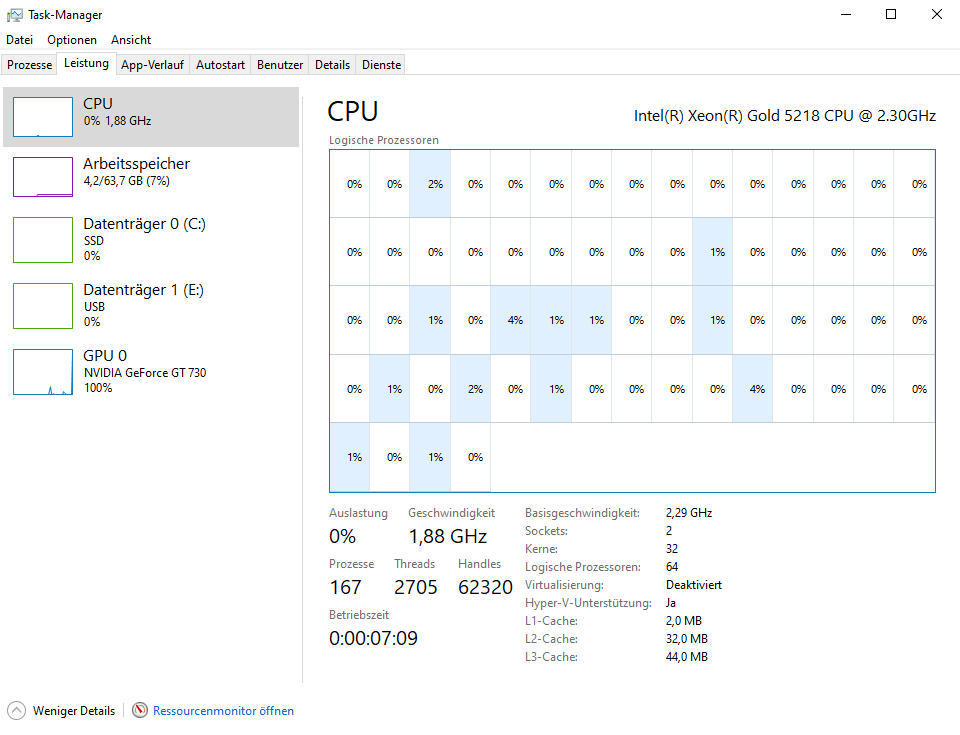 Task-Manager
Datei Optionen Ansicht
Prozesse Leistung App-Verlauf Autostart Benutzer Details Dienste
CPU
0% 1,88 GHz
Arbeitsspeicher
4,2/63,7 GB (7%)
Datenträger 0 (C:)
SSD
0%
Datenträger 1 (E:)
USB
0%
GPU 0
NVIDIA GeForce GT 730
100%
CPU Intel(R) Xeon(R) Gold 5218 CPU @ 2.30GHz
Logische Prozessoren
0% 0% 2% 0% 0% 0% 0% 0% 0% 0% 0% 0% 0% 0% 0%
0% 0% 0% 0% 0% 0% 0% 0% 0% 1% 0% 0% 0% 0% 0%
0% 0% 1% 0% 4% 1% 1% 0% 0% 1% 0% 0% 0% 0% 0%
0% 1% 0% 2% 0% 1% 0% 0% 0% 0% 4% 0% 0% 0% 0%
1% 0% 1% 0%
Auslastung Geschwindigkeit
0% 1,88 GHz
Prozesse Threads Handles
167 2705 62320
Betriebszeit
0:00:07:09
Basisgeschwindigkeit: 2,29 GHz
Sockets: 2
Kerne: 32
Logische Prozessoren: 64
Virtualisierung: Deaktiviert
Hyper-V-Unterstützung: Ja
L1-Cache: 2,0 MB
L2-Cache: 32,0 MB
L3-Cache: 44,0 MB
Weniger Details Ressourcenmonitor öffnen